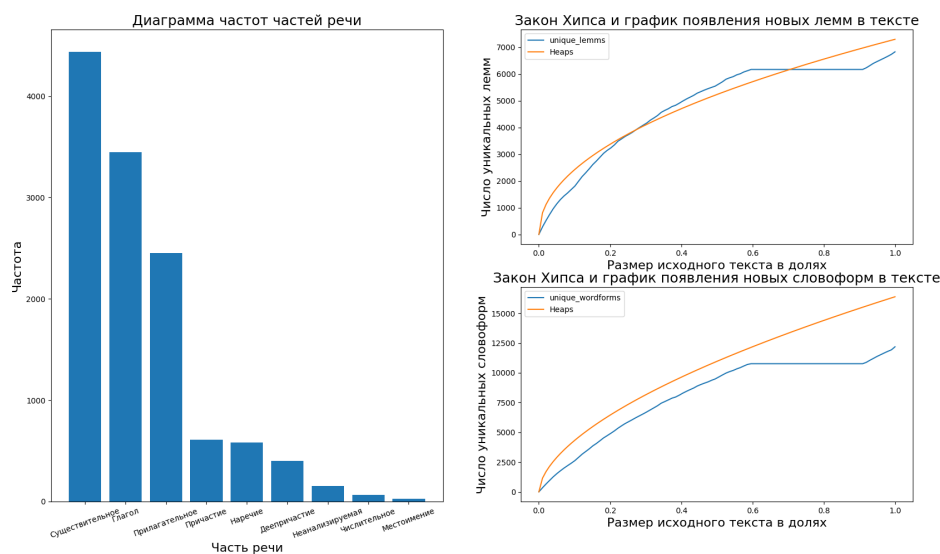 Диаграмма частот частей речи
Частота
4000
3000
2000
1000
0
Существительное
Глагол
Прилагательное
Причастие
Наречие
Деепричастие
Неанализируемая
Числительное
Местоимение
Часть речи
Закон Хипса и график появления новых лемм в тексте
unique_lemms
Heaps
Число уникальных лемм
7000
6000
5000
4000
3000
2000
1000
0
0.0 0.2 0.4 0.6 0.8 1.0
Размер исходного текста в долях
Закон Хипса и график появления новых словоформ в тексте
unique_wordforms
Heaps
Число уникальных словоформ
15000
12500
10000
7500
5000
2500
0
0.0 0.2 0.4 0.6 0.8 1.0
Размер исходного текста в долях